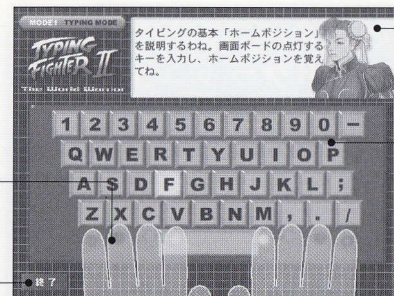 MODE1 TYPING MODE
TYPING
FIGHTER II
The World Warrior
タイピングの基本「ホームポジション」
を説明するわね。画面ボードの点灯する
キーを入力し、ホームポジションを覚え
てね。
1 2 3 4 5 6 7 8 9 0 −
Q W E R T Y U I O P
A S D F G H J K L ;
Z X C V B N M , . /
終了